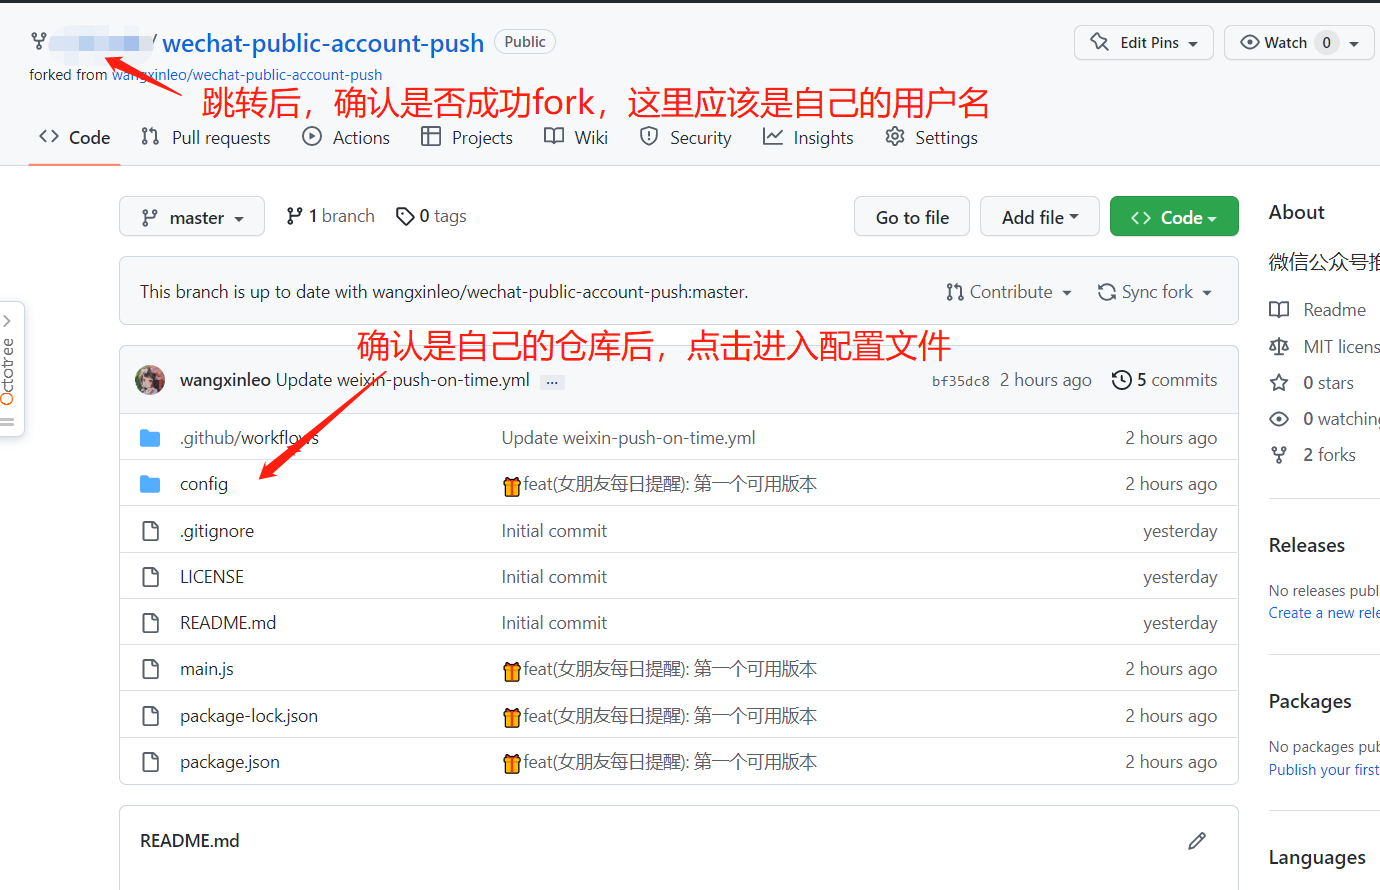 / wechat-public-account-push Public
Edit Pins
Watch 0
forked from wangxinleo/wechat-public-account-push
跳转后，确认是否成功fork，这里应该是自己的用户名
Code Pull requests Actions Projects Wiki Security Insights Settings
master 1 branch 0 tags
Go to file Add file Code
About
微信公众号推
This branch is up to date with wangxinleo/wechat-public-account-push:master.
Contribute Sync fork
Readme
确认是自己的仓库后，点击进入配置文件
MIT licens
wangxinleo Update weixin-push-on-time.yml ...
bf35dc8 2 hours ago 5 commits
0 stars
0 watching
2 forks
Octotree
.github/workflows Update weixin-push-on-time.yml 2 hours ago
config feat(女朋友每日提醒): 第一个可用版本 2 hours ago
.gitignore Initial commit yesterday
LICENSE Initial commit yesterday
README.md Initial commit yesterday
main.js feat(女朋友每日提醒): 第一个可用版本 2 hours ago
package-lock.json feat(女朋友每日提醒): 第一个可用版本 2 hours ago
package.json feat(女朋友每日提醒): 第一个可用版本 2 hours ago
Releases
No releases publ
Create a new rele
Packages
No packages pub
Publish your first
README.md
Languages